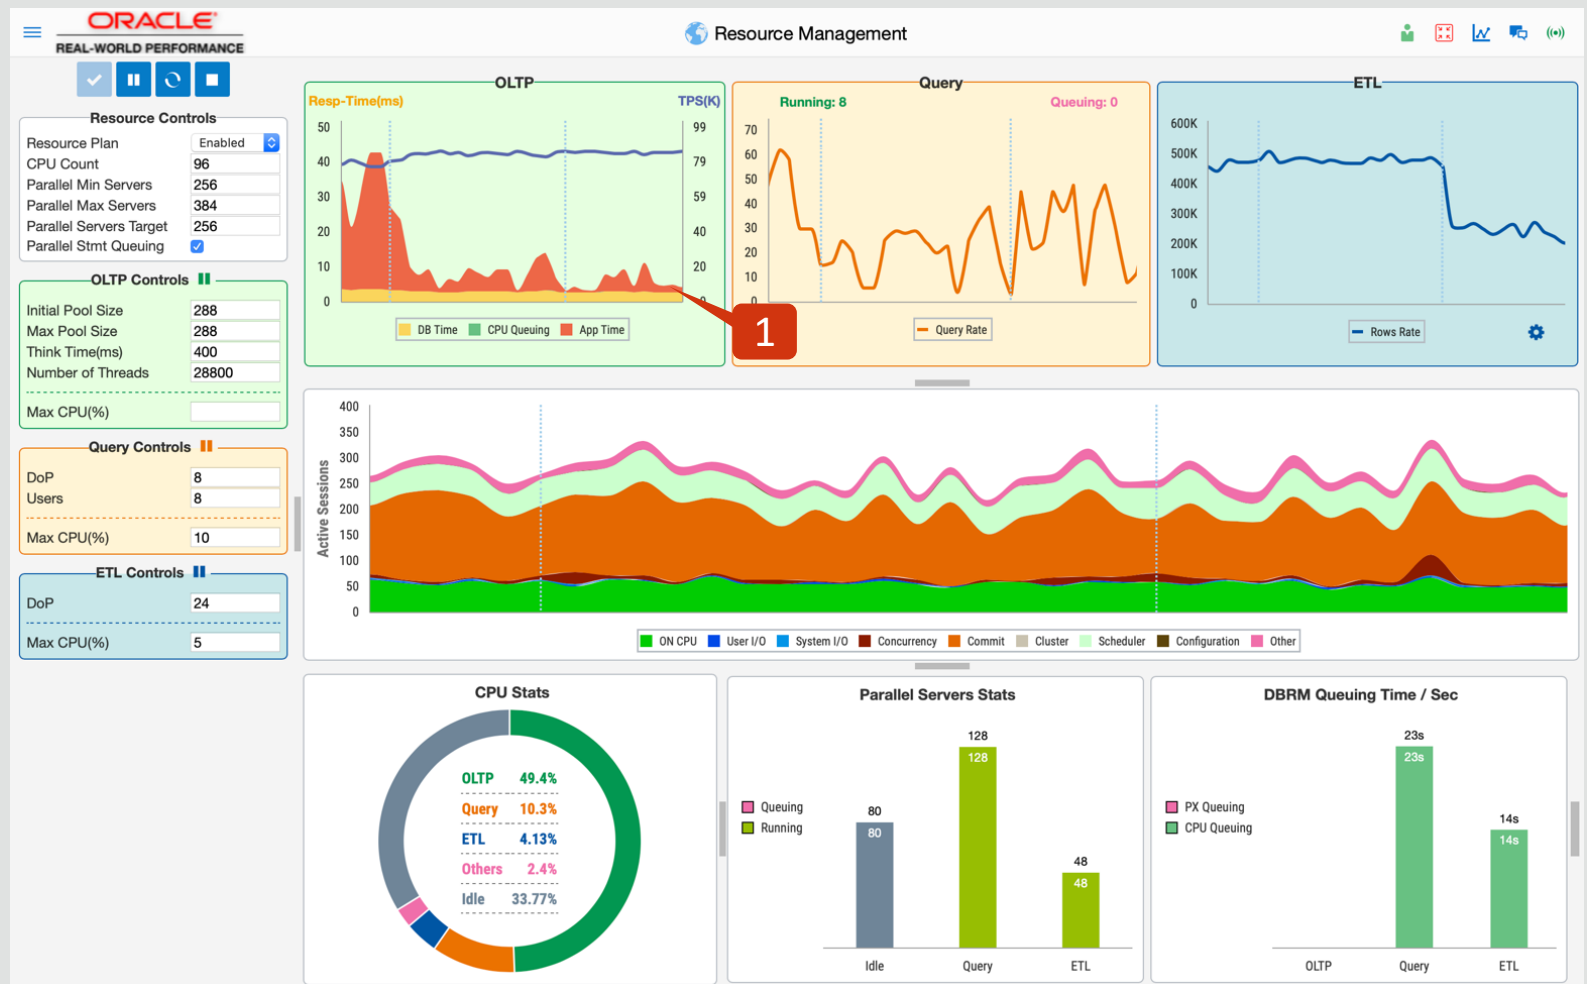 ORACLE
REAL-WORLD PERFORMANCE
Resource Management
Resource Controls
Resource Plan Enabled
CPU Count 96
Parallel Min Servers 256
Parallel Max Servers 384
Parallel Servers Target 256
Parallel Stmt Queuing
OLTP Controls
Initial Pool Size 288
Max Pool Size 288
Think Time(ms) 400
Number of Threads 28800
Max CPU(%)
Query Controls
DoP 8
Users 8
Max CPU(%) 10
ETL Controls
DoP 24
Max CPU(%) 5
OLTP
Resp-Time(ms) TPS(K)
50 99
40 79
30 59
20 40
10 20
0 0
DB Time CPU Queuing App Time
1
Query
Running: 8 Queuing: 0
70
60
50
40
30
20
10
0
Query Rate
ETL
600K
500K
400K
300K
200K
100K
0
Rows Rate
Active Sessions
400
350
300
250
200
150
100
50
0
ON CPU User I/O System I/O Concurrency Commit Cluster Scheduler Configuration Other
CPU Stats
OLTP 49.4%
Query 10.3%
ETL 4.13%
Others 2.4%
Idle 33.77%
Parallel Servers Stats
Queuing
Running
80
80
128
128
48
48
Idle Query ETL
DBRM Queuing Time / Sec
PX Queuing
CPU Queuing
23s
23s
14s
14s
OLTP Query ETL